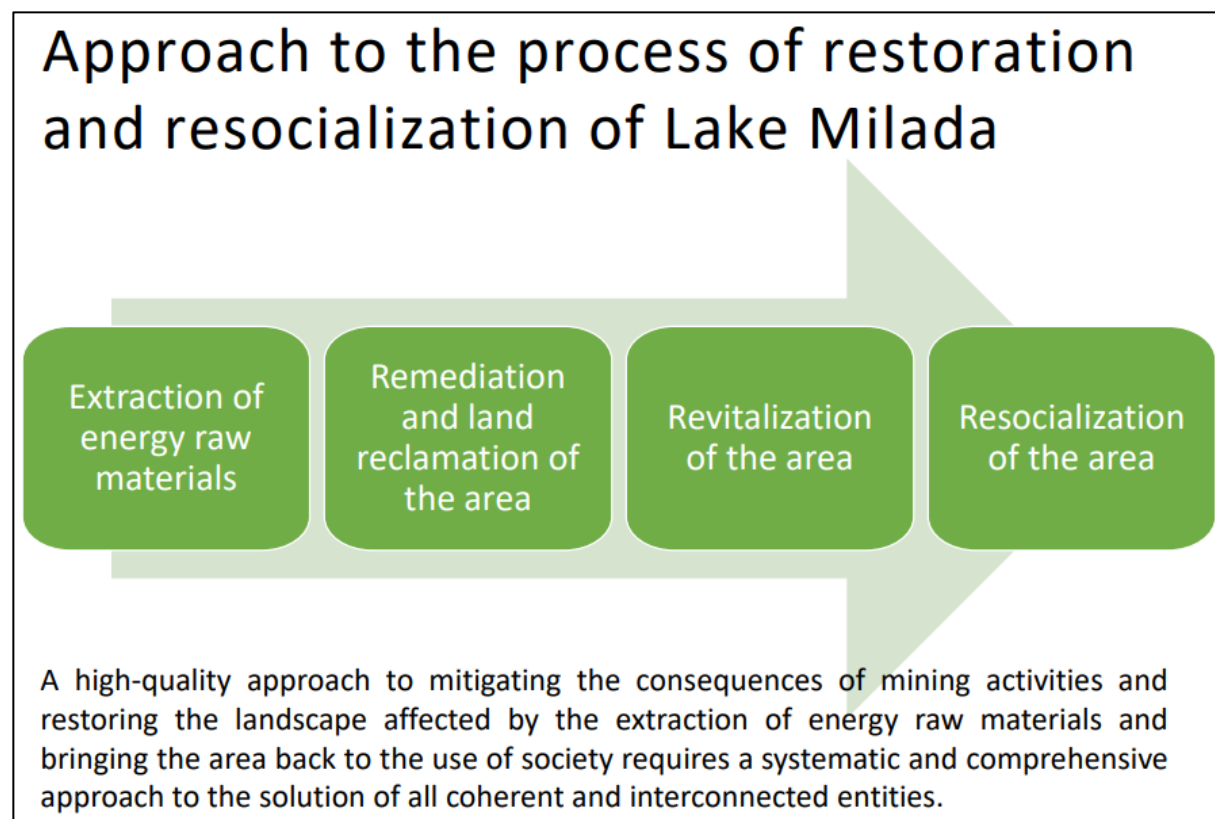 Approach to the process of restoration
and resocialization of Lake Milada
Extraction of
energy raw
materials
Remediation
and land
reclamation of
the area
Revitalization
of the area
Resocialization
of the area
A high-quality approach to mitigating the consequences of mining activities and
restoring the landscape affected by the extraction of energy raw materials and
bringing the area back to the use of society requires a systematic and comprehensive
approach to the solution of all coherent and interconnected entities.